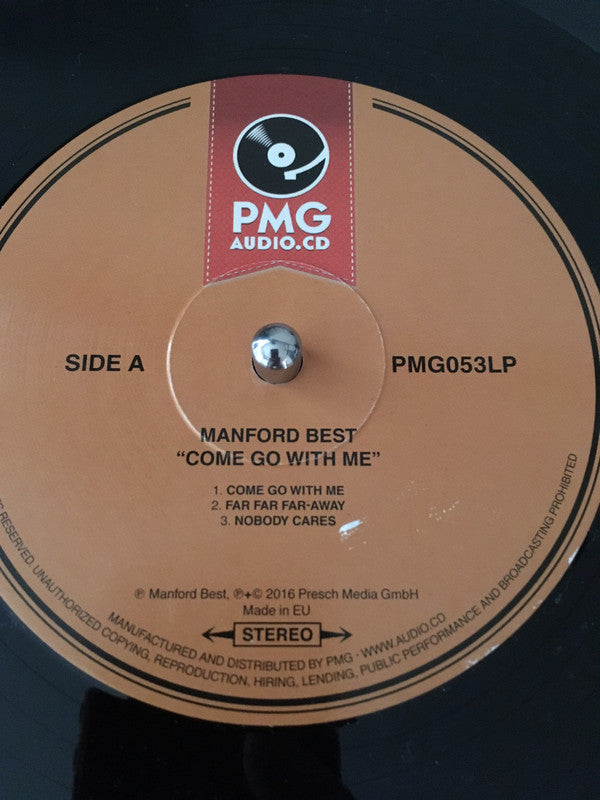 PMG
AUDIO.CD
SIDE A
PMG053LP
MANFORD BEST
“COME GO WITH ME”
1. COME GO WITH ME
2. FAR FAR FAR-AWAY
3. NOBODY CARES
℗ Manford Best, ℗+© 2016 Presch Media GmbH
Made in EU
STEREO
MANUFACTURED AND DISTRIBUTED BY PMG - WWW.AUDIO.CD
RESERVED. UNAUTHORIZED COPYING, REPRODUCTION, HIRING, LENDING, PUBLIC PERFORMANCE AND BROADCASTING PROHIBITED